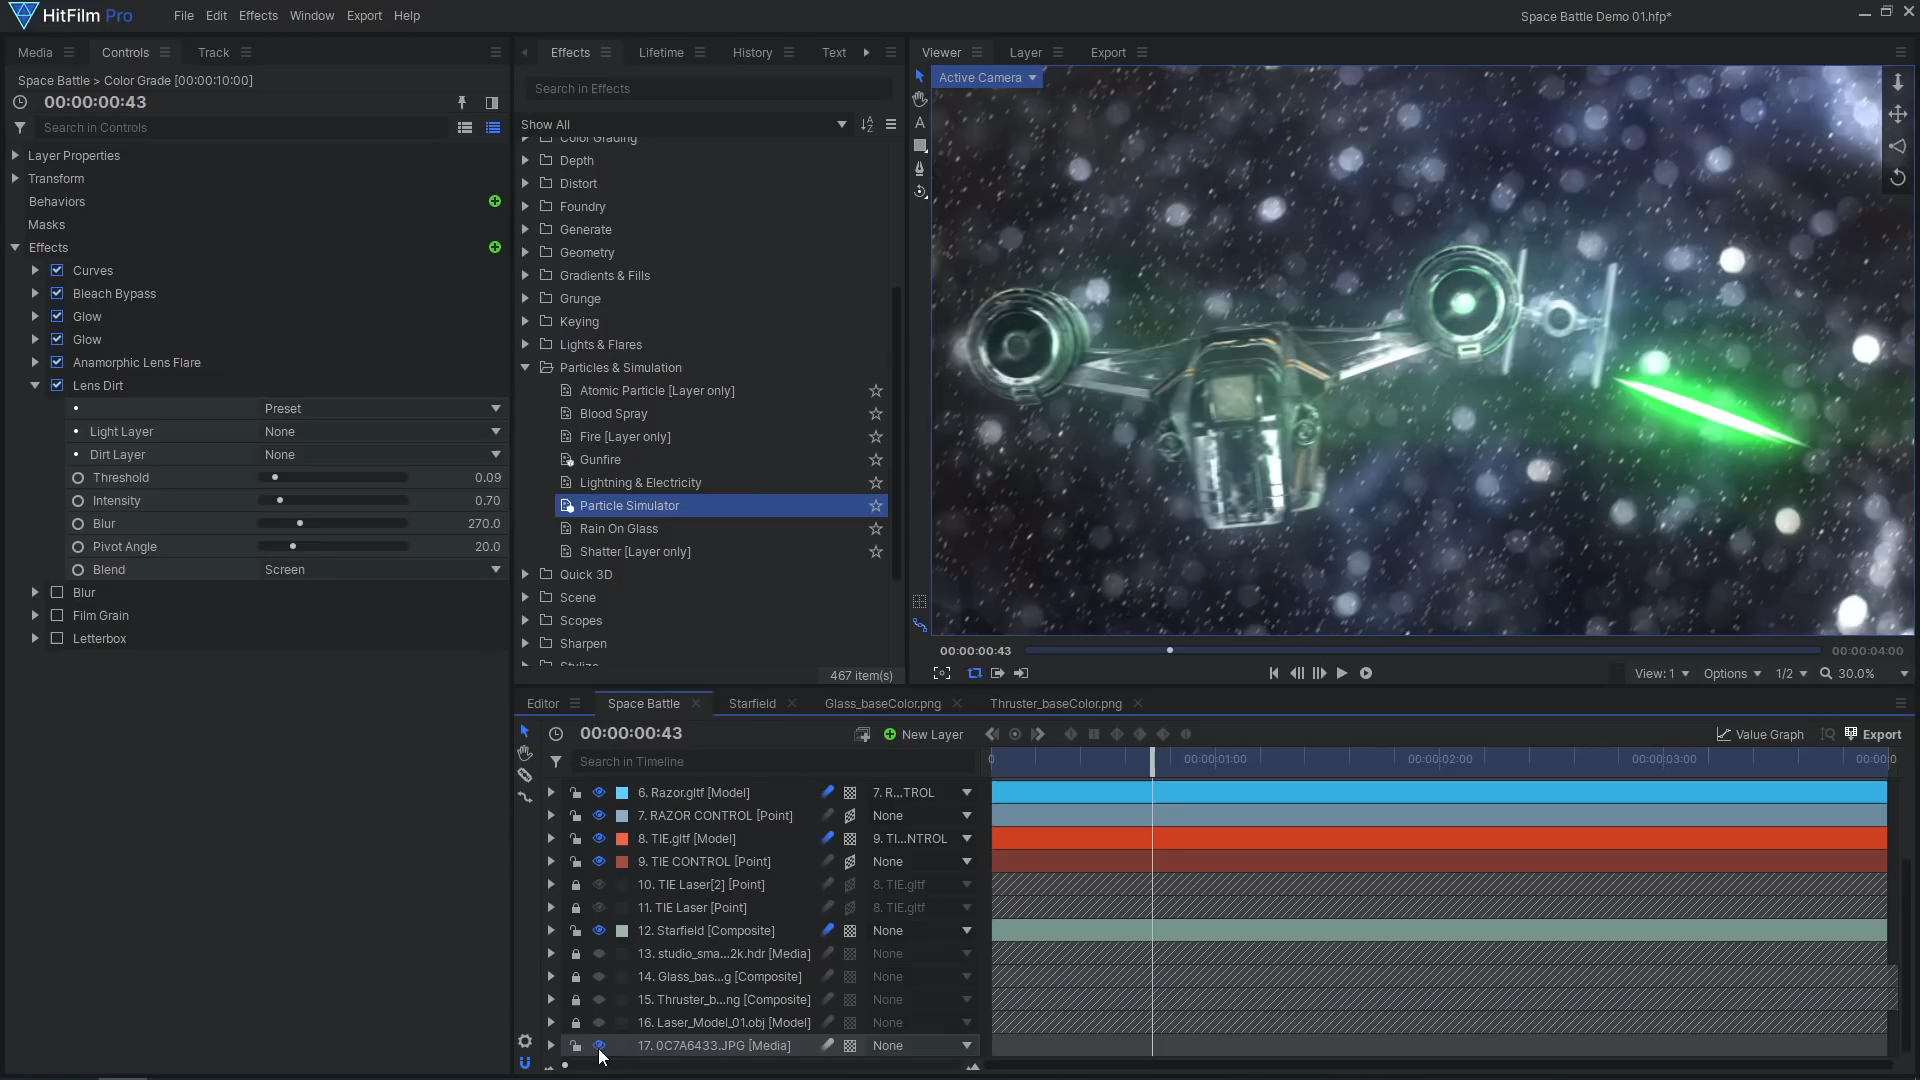 HitFilm Pro
File Edit Effects Window Export Help
Space Battle Demo 01.hfp*
Media Controls Track
Space Battle > Color Grade [00:00:10:00]
00:00:00:43
Search in Controls
Layer Properties
Transform
Behaviors
Masks
Effects
Curves
Bleach Bypass
Glow
Glow
Anamorphic Lens Flare
Lens Dirt
Preset
Light Layer None
Dirt Layer None
Threshold 0.09
Intensity 0.70
Blur 270.0
Pivot Angle 20.0
Blend Screen
Blur
Film Grain
Letterbox
Effects Lifetime History Text
Search in Effects
Show All
Color Grading
Depth
Distort
Foundry
Generate
Geometry
Gradients & Fills
Grunge
Keying
Lights & Flares
Particles & Simulation
Atomic Particle [Layer only]
Blood Spray
Fire [Layer only]
Gunfire
Lightning & Electricity
Particle Simulator
Rain On Glass
Shatter [Layer only]
Quick 3D
Scene
Scopes
Sharpen
Stylize
467 item(s)
Viewer Layer Export
Active Camera
A
00:00:00:43 00:00:04:00
View: 1 Options 1/2 30.0%
Editor Space Battle Starfield Glass_baseColor.png Thruster_baseColor.png
00:00:00:43 New Layer Value Graph Export
Search in Timeline
0 00:00:01:00 00:00:02:00 00:00:03:00 00:00:0
6. Razor.gltf [Model] 7. R...TROL
7. RAZOR CONTROL [Point] None
8. TIE.gltf [Model] 9. TI...NTROL
9. TIE CONTROL [Point] None
10. TIE Laser[2] [Point] 8. TIE.gltf
11. TIE Laser [Point] 8. TIE.gltf
12. Starfield [Composite] None
13. studio_sma...2k.hdr [Media] None
14. Glass_bas...g [Composite] None
15. Thruster_b...ng [Composite] None
16. Laser_Model_01.obj [Model] None
17. 0C7A6433.JPG [Media] None